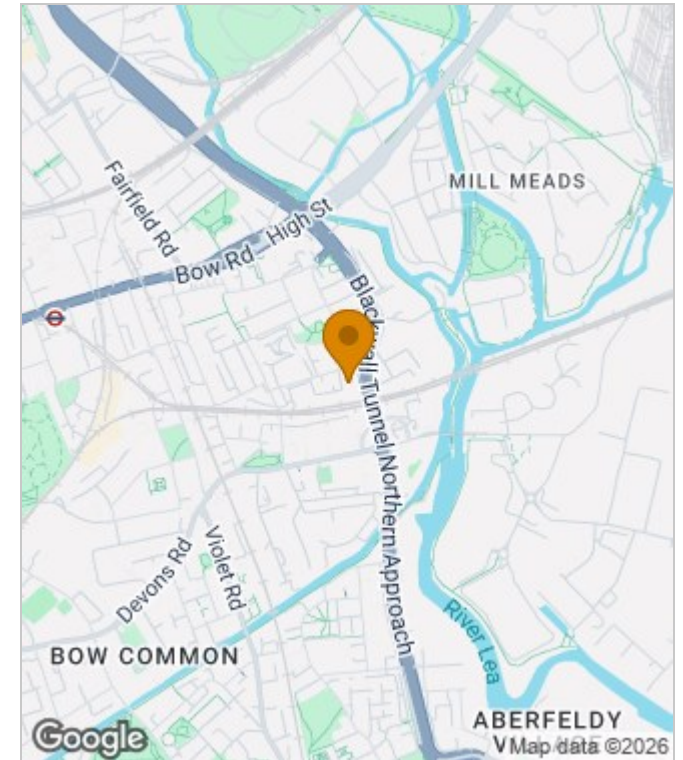 MILL MEADS
Fairfield Rd
High St
Bow Rd
Blackwall Tunnel Northern Approach
Devons Rd
Violet Rd
River Lea
BOW COMMON
ABERFELDY
Google
Map data ©2026